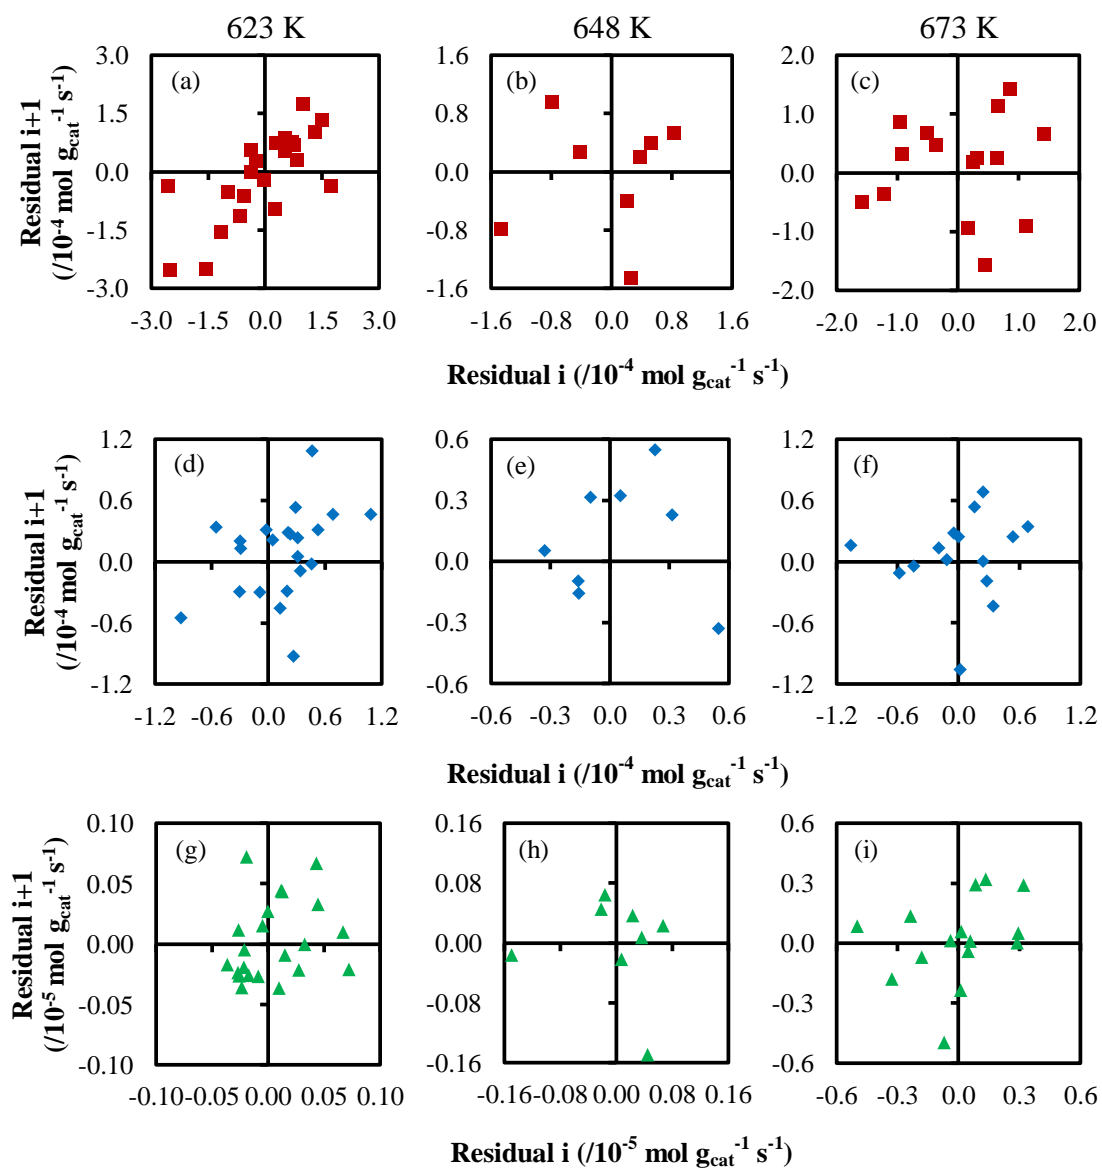 623 K 648 K 673 K
Residual i+1
(/10⁻⁴ mol g_cat⁻¹ s⁻¹)
(a) (b) (c)
3.0 1.6 2.0
1.5 0.8 1.0
0.0 0.0 0.0
-1.5 -0.8 -1.0
-3.0 -1.6 -2.0
-3.0 -1.5 0.0 1.5 3.0 -1.6 -0.8 0.0 0.8 1.6 -2.0 -1.0 0.0 1.0 2.0
Residual i (/10⁻⁴ mol g_cat⁻¹ s⁻¹)
Residual i+1
(/10⁻⁴ mol g_cat⁻¹ s⁻¹)
1.2 0.6 1.2
(d) (e) (f)
0.6 0.3 0.6
0.0 0.0 0.0
-0.6 -0.3 -0.6
-1.2 -0.6 -1.2
-1.2 -0.6 0.0 0.6 1.2 -0.6 -0.3 0.0 0.3 0.6 -1.2 -0.6 0.0 0.6 1.2
Residual i (/10⁻⁴ mol g_cat⁻¹ s⁻¹)
Residual i+1
(/10⁻⁵ mol g_cat⁻¹ s⁻¹)
0.10 0.16 0.6
(g) (h) (i)
0.05 0.08 0.3
0.00 0.00 0.0
-0.05 -0.08 -0.3
-0.10 -0.16 -0.6
-0.10 -0.05 0.00 0.05 0.10 -0.16 -0.08 0.00 0.08 0.16 -0.6 -0.3 0.0 0.3 0.6
Residual i (/10⁻⁵ mol g_cat⁻¹ s⁻¹)